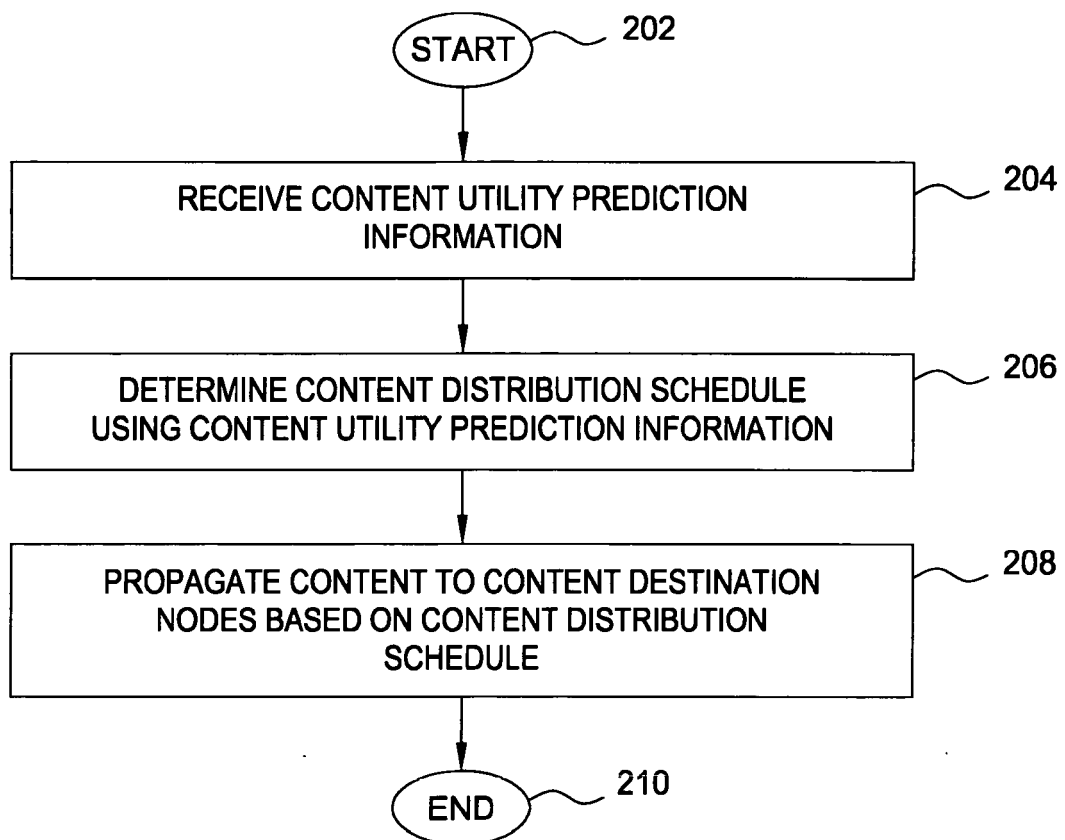 START
202
RECEIVE CONTENT UTILITY PREDICTION
INFORMATION
204
DETERMINE CONTENT DISTRIBUTION SCHEDULE
USING CONTENT UTILITY PREDICTION INFORMATION
206
PROPAGATE CONTENT TO CONTENT DESTINATION
NODES BASED ON CONTENT DISTRIBUTION
SCHEDULE
208
END
210